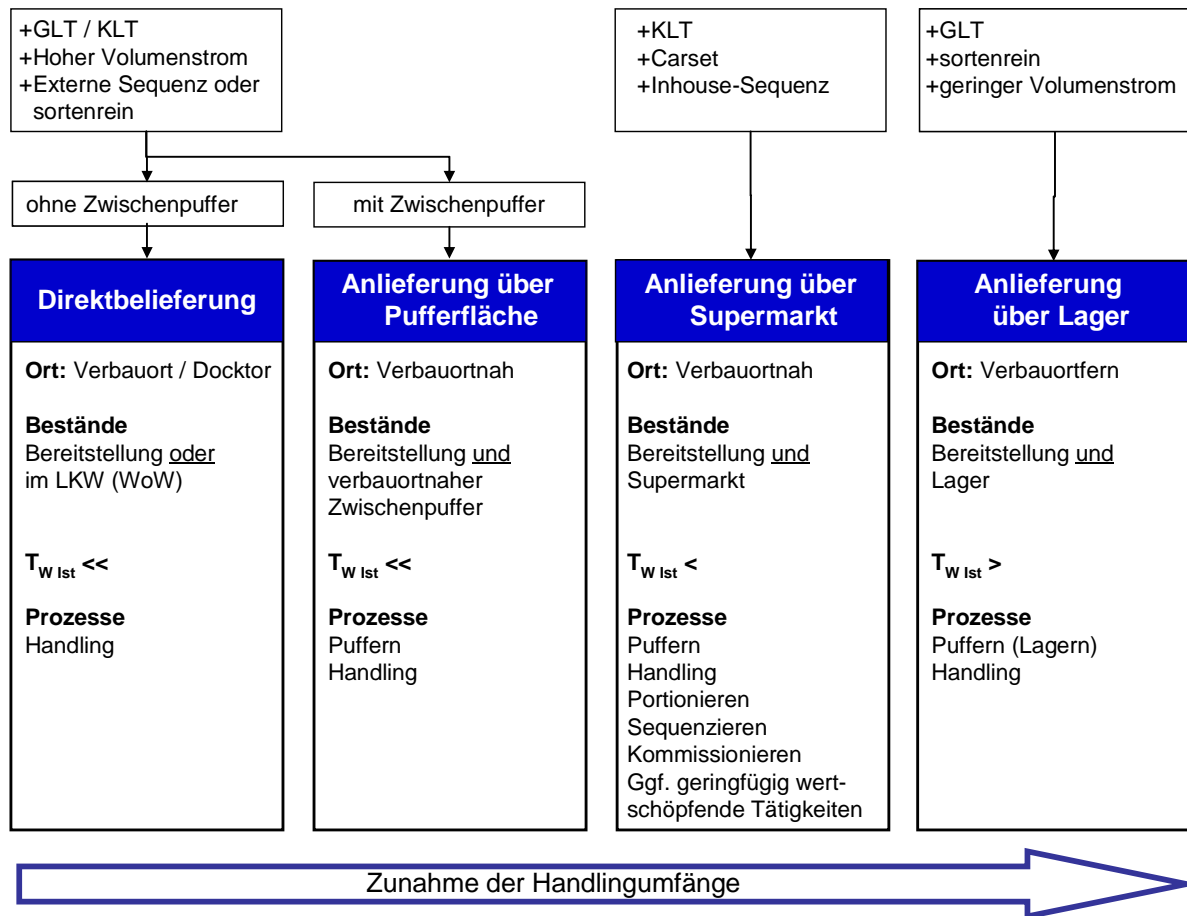 +GLT / KLT
+Hoher Volumenstrom
+Externe Sequenz oder
sortenrein
+KLT
+Carset
+Inhouse-Sequenz
+GLT
+sortenrein
+geringer Volumenstrom
ohne Zwischenpuffer
mit Zwischenpuffer
Direktbelieferung
Ort: Verbauort / Docktor
Bestände
Bereitstellung oder
im LKW (WoW)
TW Ist <<
Prozesse
Handling
Anlieferung über
Pufferfläche
Ort: Verbauortnah
Bestände
Bereitstellung und
verbauortnaher
Zwischenpuffer
TW Ist <<
Prozesse
Puffern
Handling
Anlieferung über
Supermarkt
Ort: Verbauortnah
Bestände
Bereitstellung und
Supermarkt
TW Ist <
Prozesse
Puffern
Handling
Portionieren
Sequenzieren
Kommissionieren
Ggf. geringfügig wert-
schöpfende Tätigkeiten
Anlieferung
über Lager
Ort: Verbauortfern
Bestände
Bereitstellung und
Lager
TW Ist >
Prozesse
Puffern (Lagern)
Handling
Zunahme der Handlingumfänge